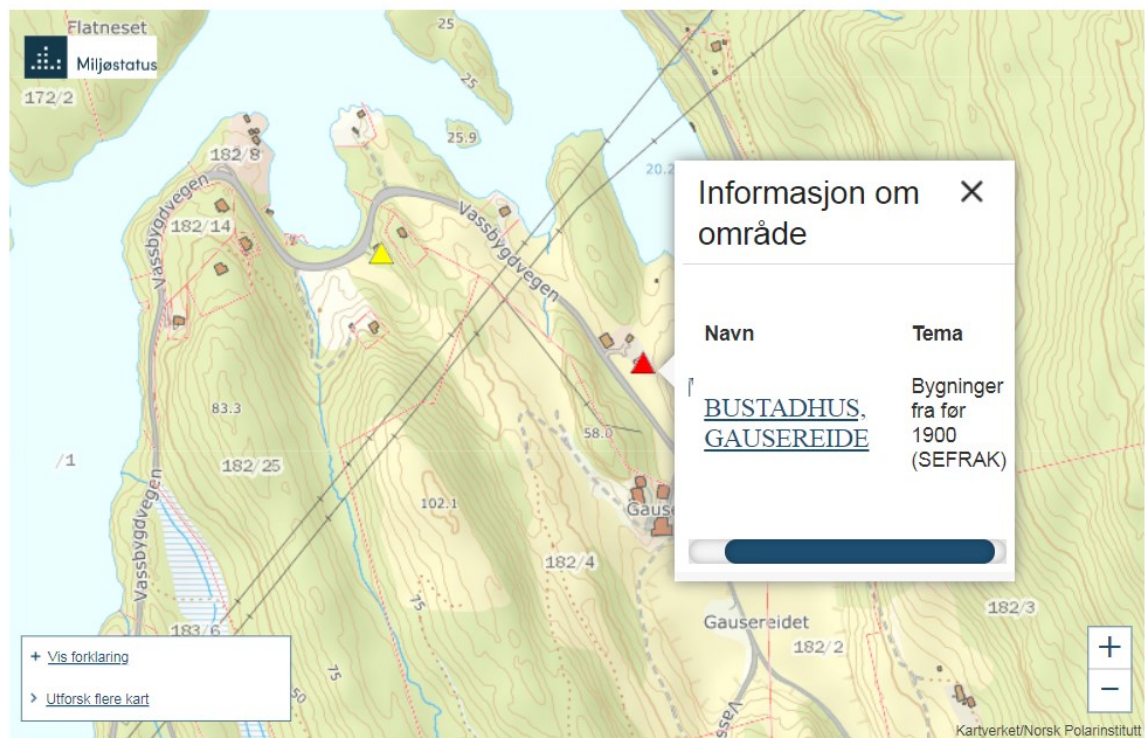 Flatneset
Miljøstatus
172/2
25
25
25.9
182/8
182/14
Vassbygdvegen
Vassbygdvegen
20.2
Informasjon om
område
Navn
Tema
BUSTADHUS,
GAUSEREIDE
Bygninger
fra før
1900
(SEFRAK)
83.3
58.0
/1
182/25
102.1
Gause
Vassbygdvegen
182/4
75
182/3
Gausereidet
182/2
183/6
75
50
Vass
+ Vis forklaring
> Utforsk flere kart
+
−
Kartverket/Norsk Polarinstitutt